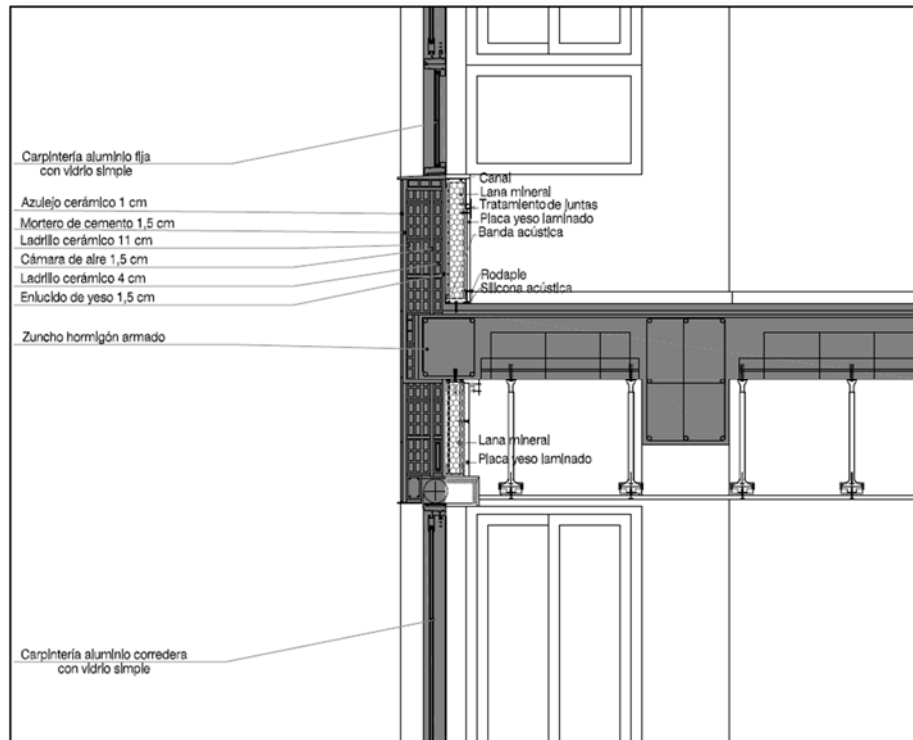 Carpintería aluminio fija
con vidrio simple
Azulejo cerámico 1 cm
Mortero de cemento 1,5 cm
Ladrillo cerámico 11 cm
Cámara de aire 1,5 cm
Ladrillo cerámico 4 cm
Enlucido de yeso 1,5 cm
Zuncho hormigón armado
Canal
Lana mineral
Tratamiento de juntas
Placa yeso laminado
Banda acústica
Rodapie
Silicona acústica
Lana mineral
Placa yeso laminado
Carpintería aluminio corredera
con vidrio simple